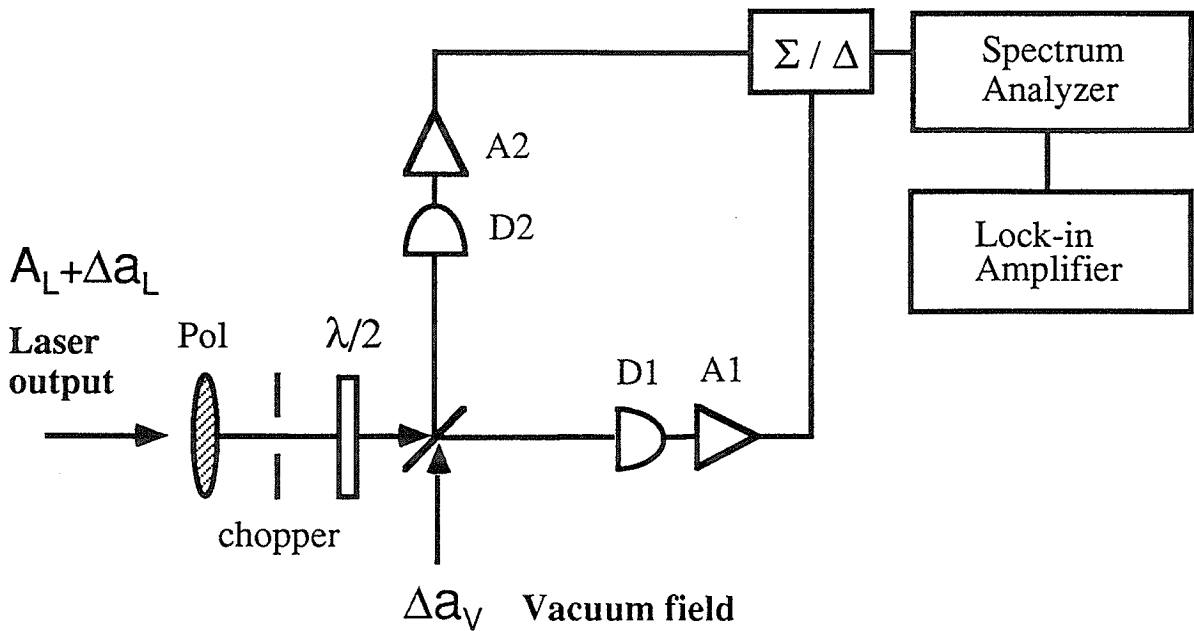 Σ / Δ
Spectrum
Analyzer
A2
D2
Lock-in
Amplifier
A_L+Δa_L
Laser
output
Pol
λ/2
D1
A1
chopper
Δa_V
Vacuum field